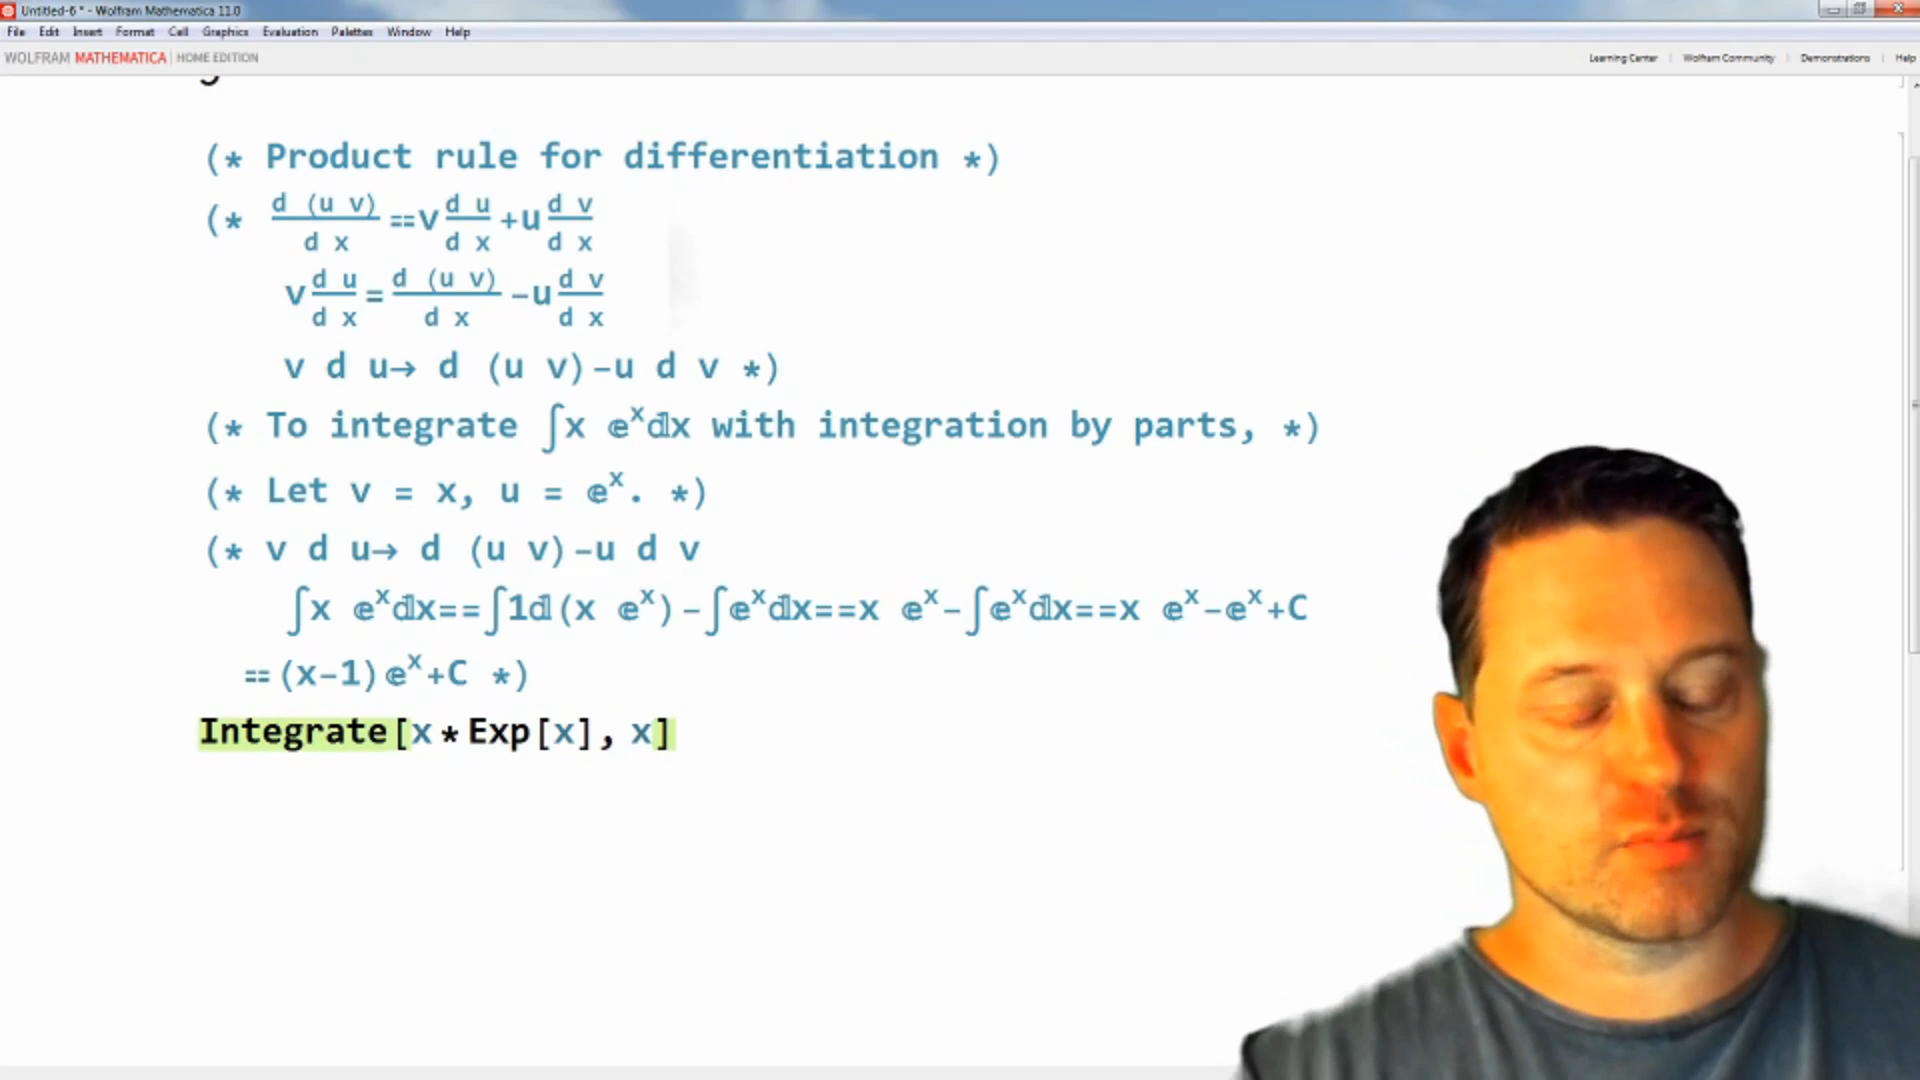 Untitled-6 * - Wolfram Mathematica 11.0
File Edit Insert Format Cell Graphics Evaluation Palettes Window Help
WOLFRAM MATHEMATICA | HOME EDITION
Learning Center | Wolfram Community | Demonstrations | Help
(* Product rule for differentiation *)
(* d (u v)/d x ==v d u/d x +u d v/d x
v d u/d x = d (u v)/d x -u d v/d x
v d u→ d (u v)-u d v *)
(* To integrate ∫x ⅇ^x ⅆx with integration by parts, *)
(* Let v = x, u = ⅇ^x. *)
(* v d u→ d (u v)-u d v
∫x ⅇ^x ⅆx==∫1ⅆ(x ⅇ^x)-∫ⅇ^x ⅆx==x ⅇ^x-∫ⅇ^x ⅆx==x ⅇ^x-ⅇ^x+C
==(x-1)ⅇ^x+C *)
Integrate[x*Exp[x], x]